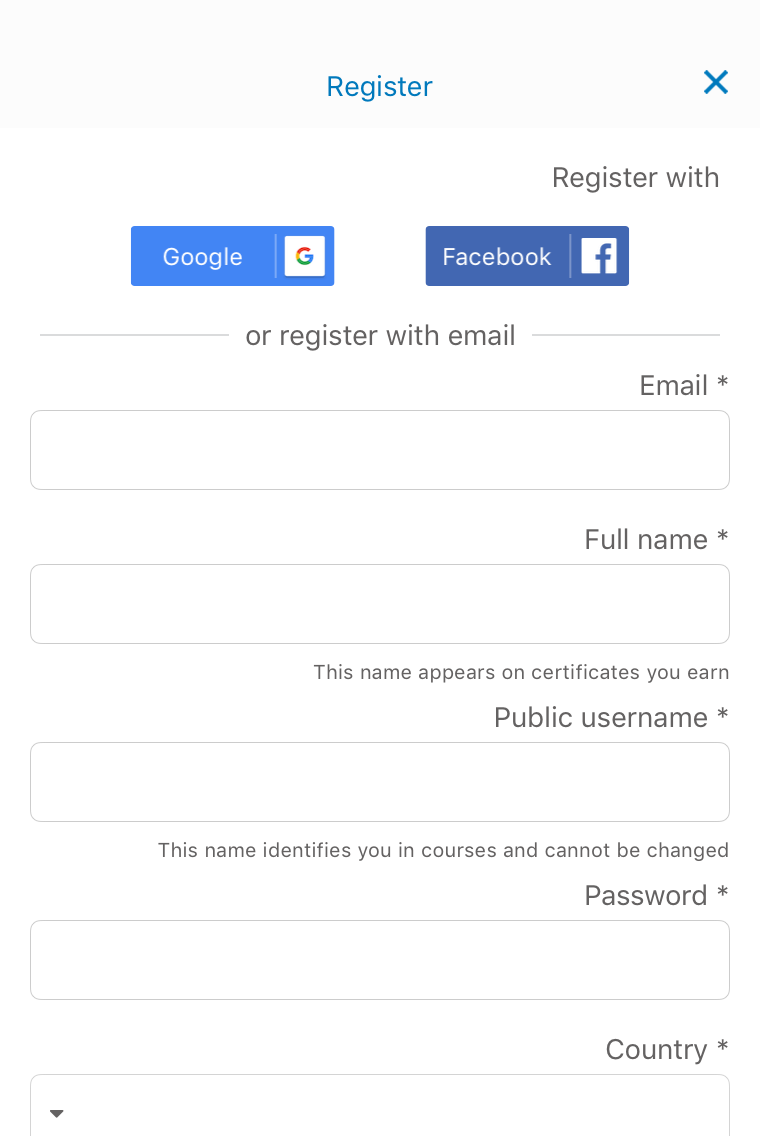 Register
Register with
Google
Facebook
or register with email
Email *
Full name *
This name appears on certificates you earn
Public username *
This name identifies you in courses and cannot be changed
Password *
Country *